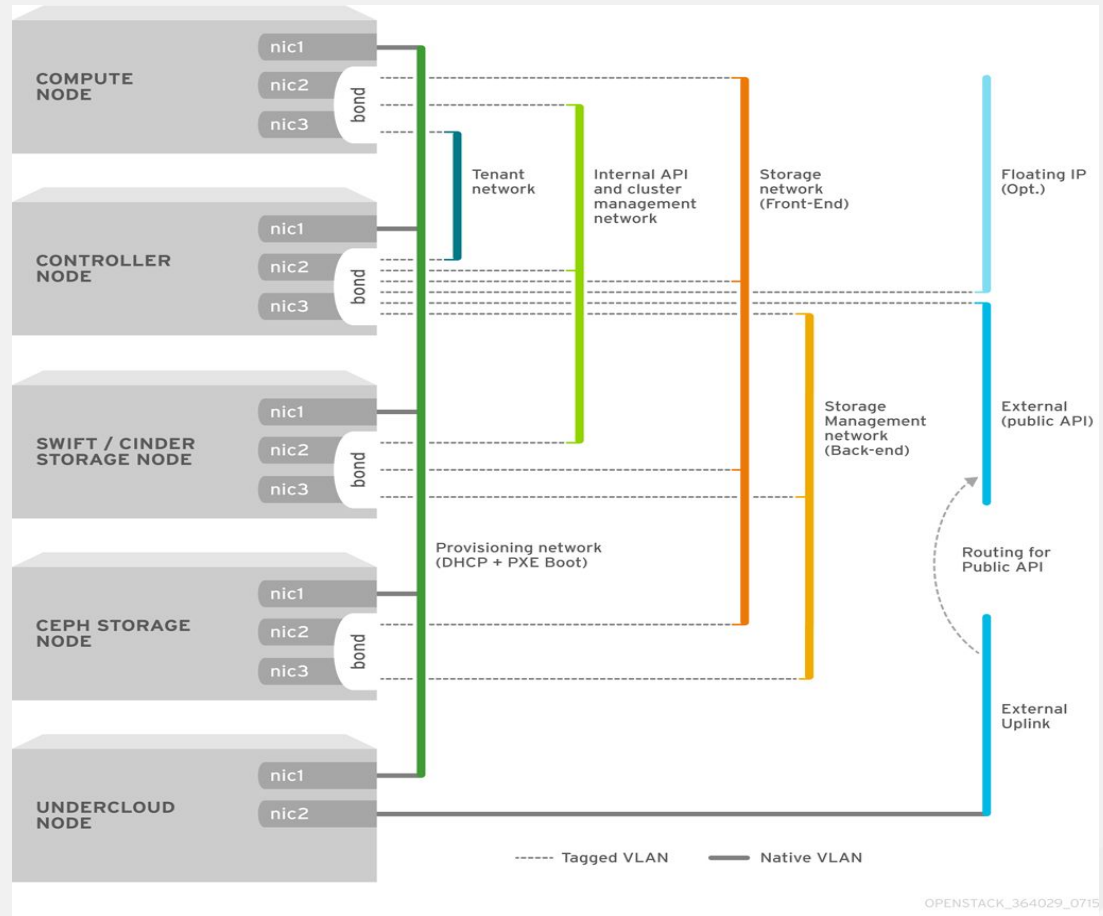 COMPUTE
NODE
nic1
nic2
nic3
bond
Tenant
network
Internal API
and cluster
management
network
Storage
network
(Front-End)
Floating IP
(Opt.)
CONTROLLER
NODE
nic1
nic2
nic3
bond
SWIFT / CINDER
STORAGE NODE
nic1
nic2
nic3
bond
Storage
Management
network
(Back-end)
External
(public API)
Provisioning network
(DHCP + PXE Boot)
Routing for
Public API
CEPH STORAGE
NODE
nic1
nic2
nic3
bond
External
Uplink
UNDERCLOUD
NODE
nic1
nic2
Tagged VLAN
Native VLAN
OPENSTACK_364029_0715